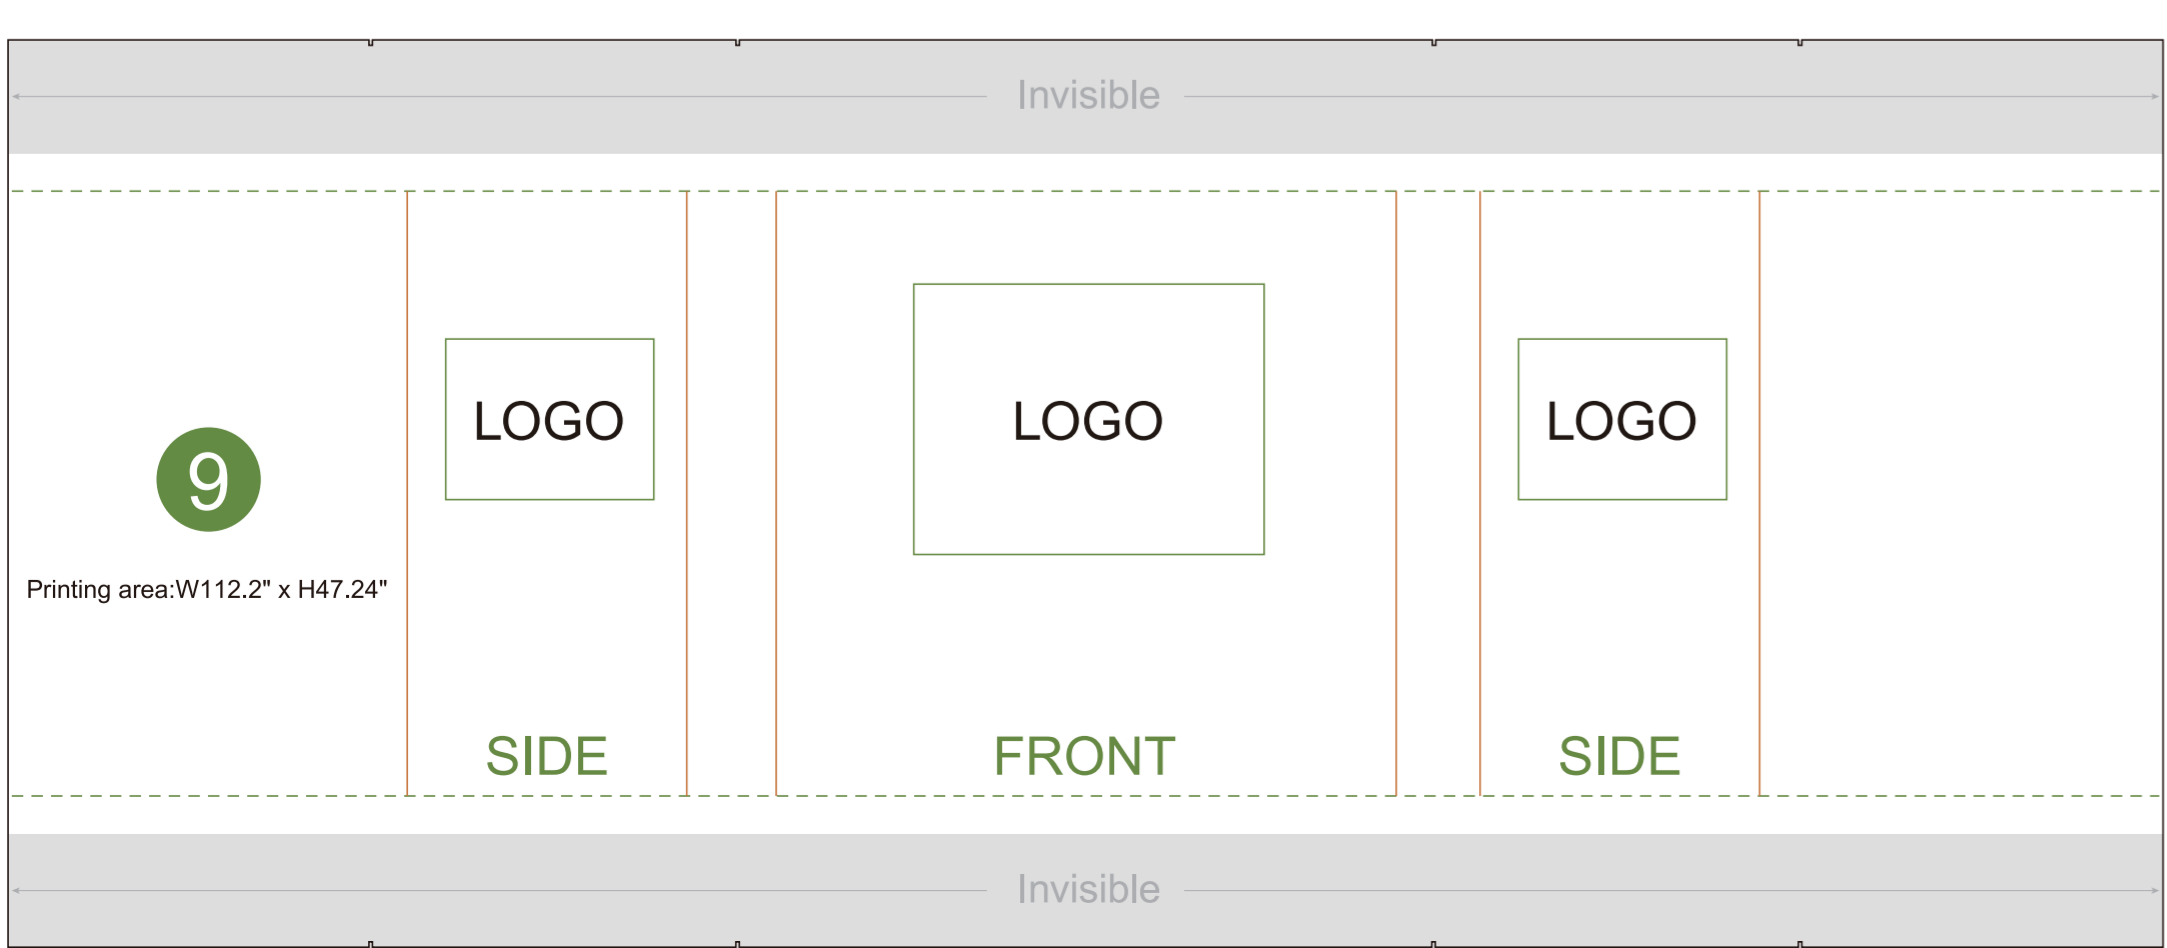 Invisible
LOGO
LOGO
LOGO
9
Printing area:W112.2" x H47.24"
SIDE
FRONT
SIDE
Invisible